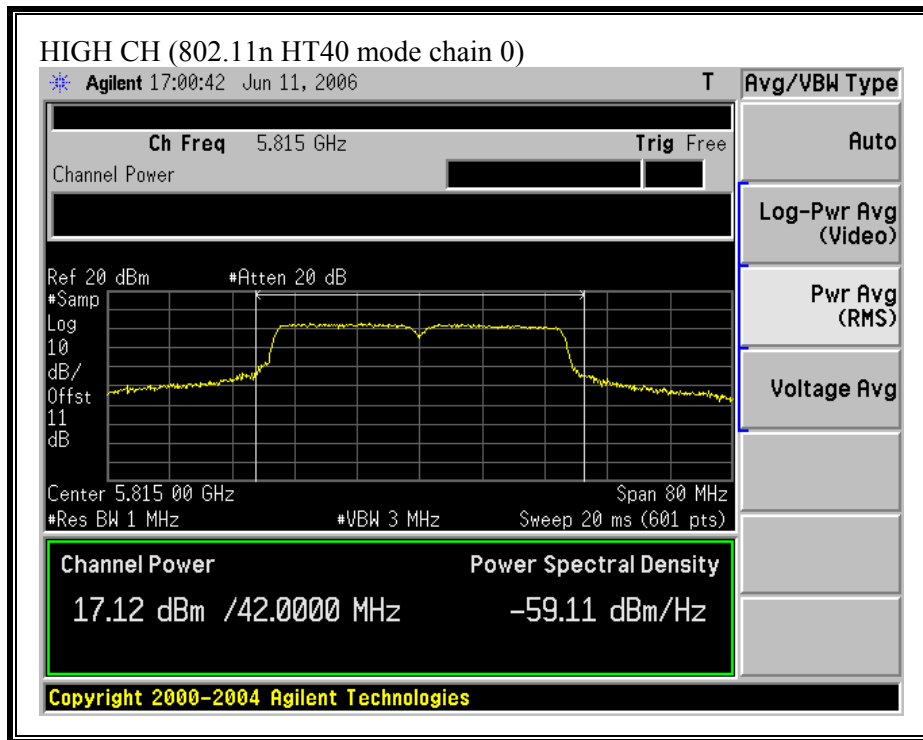 HIGH CH (802.11n HT40 mode chain 0)
Agilent 17:00:42 Jun 11, 2006 T
Avg/VBW Type
Ch Freq 5.815 GHz Trig Free
Channel Power
Auto
Log-Pwr Avg
(Video)
Pwr Avg
(RMS)
Voltage Avg
Ref 20 dBm #Atten 20 dB
#Samp
Log
10
dB/
Offst
11
dB
Center 5.815 00 GHz Span 80 MHz
#Res BW 1 MHz #VBW 3 MHz Sweep 20 ms (601 pts)
Channel Power Power Spectral Density
17.12 dBm /42.0000 MHz -59.11 dBm/Hz
Copyright 2000-2004 Agilent Technologies